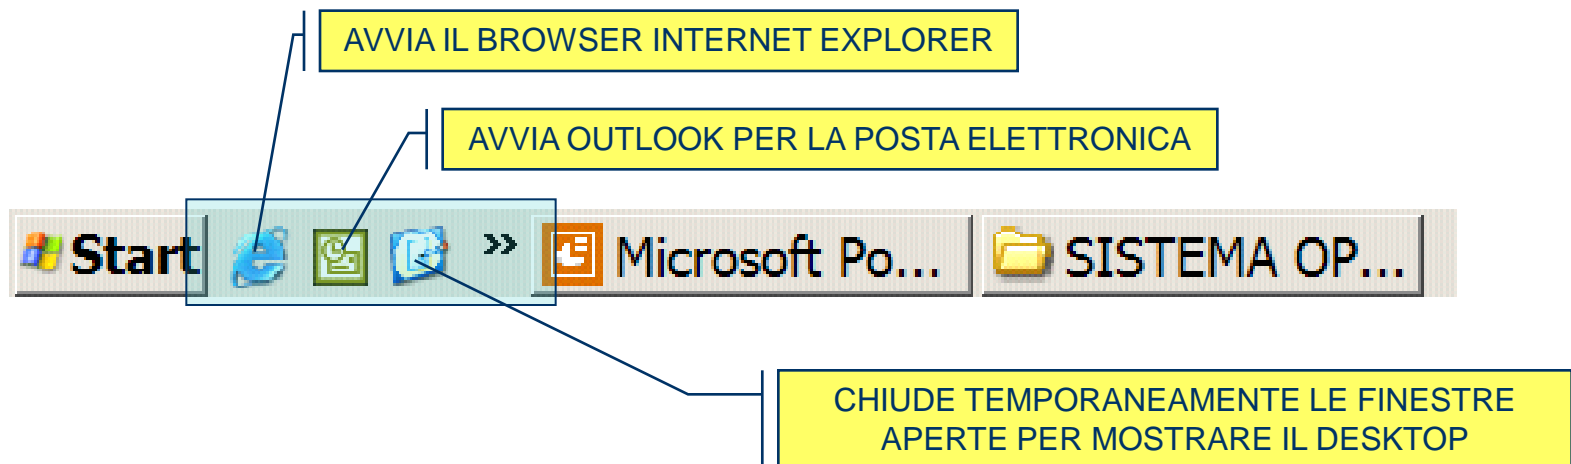 AVVIA IL BROWSER INTERNET EXPLORER
AVVIA OUTLOOK PER LA POSTA ELETTRONICA
Start » Microsoft Po... SISTEMA OP...
CHIUDE TEMPORANEAMENTE LE FINESTRE
APERTE PER MOSTRARE IL DESKTOP